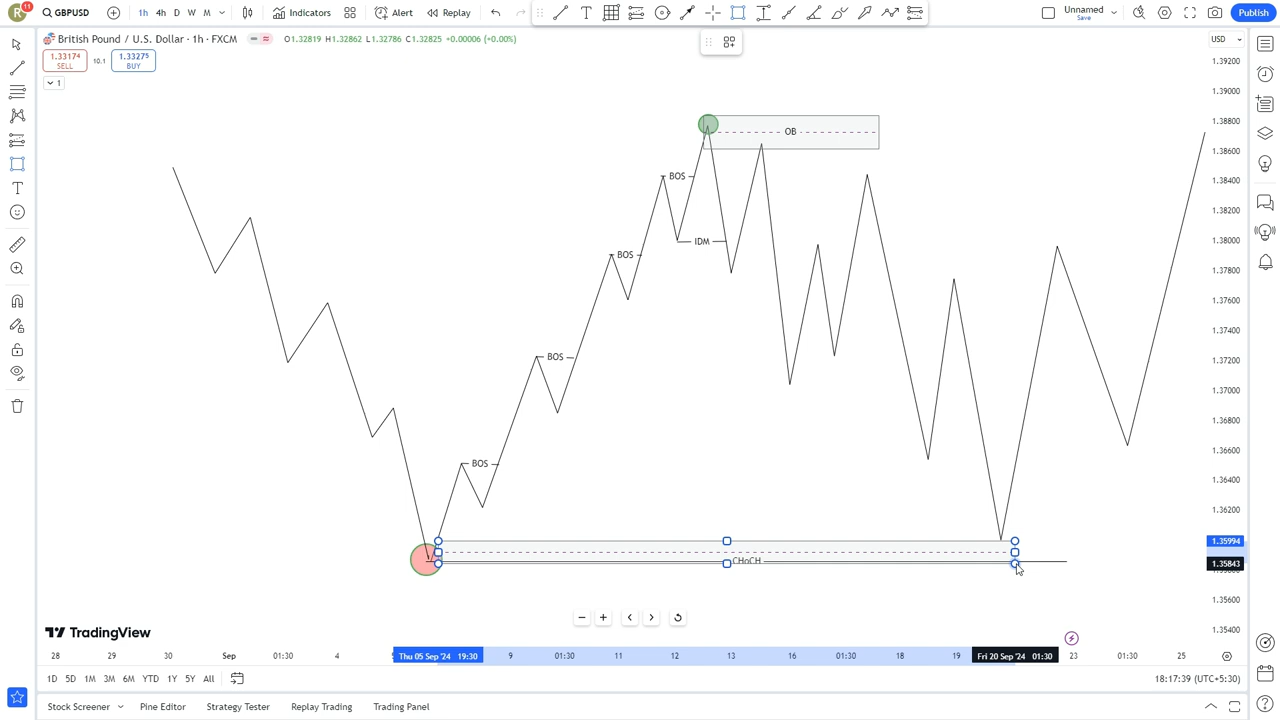 R 11 GBPUSD 1h 4h D W M Indicators Alert Replay Unnamed Save Publish
British Pound / U.S. Dollar · 1h · FXCM O1.32819 H1.32862 L1.32786 C1.32825 +0.00006 (+0.00%) USD
1.33174 SELL 10.1 1.33275 BUY
1
1.39200
1.39000
1.38800
OB
1.38600
BOS
1.38400
1.38200
IDM
1.38000
BOS
1.37800
1.37600
1.37400
BOS
1.37200
1.37000
1.36800
BOS
1.36600
1.36400
1.36200
1.35994
CHoCH
1.35843
1.35600
1.35400
TradingView
28 29 30 Sep 01:30 4 Thu 05 Sep '24 19:30 9 01:30 11 12 13 16 01:30 18 19 Fri 20 Sep '24 01:30 23 01:30 25
1D 5D 1M 3M 6M YTD 1Y 5Y All 18:17:39 (UTC+5:30)
Stock Screener Pine Editor Strategy Tester Replay Trading Trading Panel